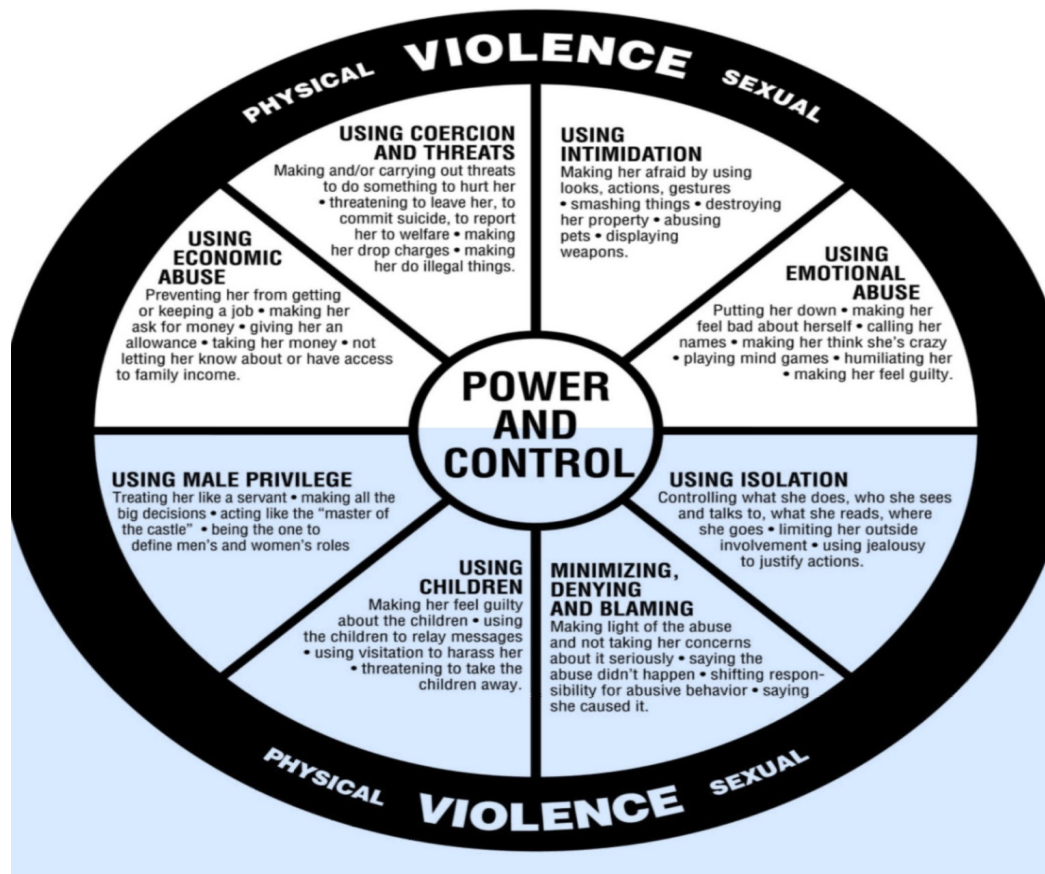 PHYSICAL VIOLENCE SEXUAL
USING COERCION
AND THREATS
Making and/or carrying out threats
to do something to hurt her
• threatening to leave her, to
commit suicide, to report
her to welfare • making
her drop charges • making
her do illegal things.
USING
INTIMIDATION
Making her afraid by using
looks, actions, gestures
• smashing things • destroying
her property • abusing
pets • displaying
weapons.
USING
ECONOMIC
ABUSE
Preventing her from getting
or keeping a job • making her
ask for money • giving her an
allowance • taking her money • not
letting her know about or have access
to family income.
USING
EMOTIONAL
ABUSE
Putting her down • making her
feel bad about herself • calling her
names • making her think she's crazy
• playing mind games • humiliating her
• making her feel guilty.
POWER
AND
CONTROL
USING MALE PRIVILEGE
Treating her like a servant • making all the
big decisions • acting like the “master of
the castle” • being the one to
define men's and women's roles
USING ISOLATION
Controlling what she does, who she sees
and talks to, what she reads, where
she goes • limiting her outside
involvement • using jealousy
to justify actions.
USING
CHILDREN
Making her feel guilty
about the children • using
the children to relay messages
• using visitation to harass her
• threatening to take the
children away.
MINIMIZING,
DENYING
AND BLAMING
Making light of the abuse
and not taking her concerns
about it seriously • saying the
abuse didn't happen • shifting respon-
sibility for abusive behavior • saying
she caused it.
PHYSICAL VIOLENCE SEXUAL